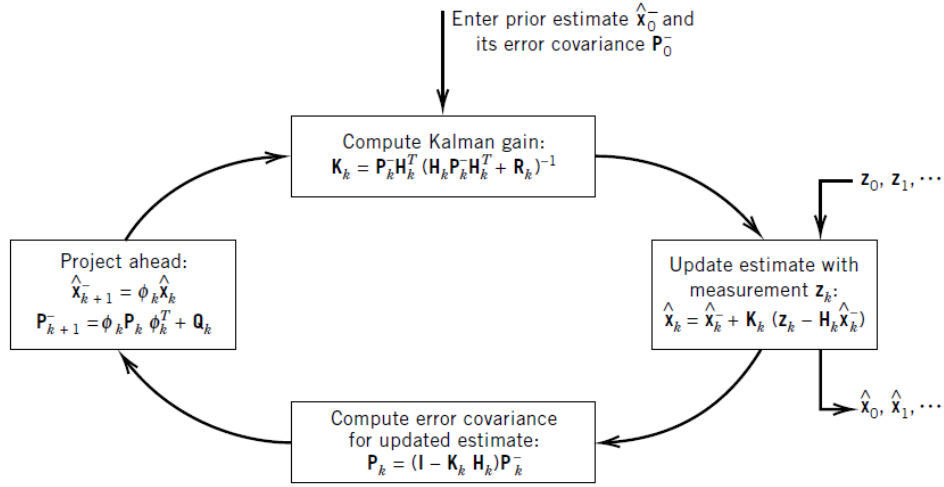 Enter prior estimate x̂₀⁻ and
its error covariance P₀⁻
Compute Kalman gain:
Kₖ = Pₖ⁻Hₖᵀ (HₖPₖ⁻Hₖᵀ + Rₖ)⁻¹
z₀, z₁, ⋯
Update estimate with
measurement zₖ:
x̂ₖ = x̂ₖ⁻ + Kₖ (zₖ − Hₖx̂ₖ⁻)
x̂₀, x̂₁, ⋯
Compute error covariance
for updated estimate:
Pₖ = (I − Kₖ Hₖ)Pₖ⁻
Project ahead:
x̂ₖ₊₁⁻ = ϕₖx̂ₖ
Pₖ₊₁⁻ = ϕₖPₖ ϕₖᵀ + Qₖ